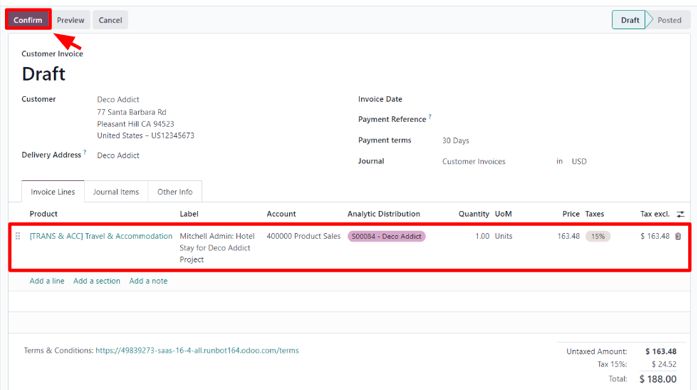 Confirm Preview Cancel Draft Posted
Customer Invoice
Draft
Customer Deco Addict Invoice Date
77 Santa Barbara Rd
Pleasant Hill CA 94523 Payment Reference ?
United States – US12345673
Payment terms 30 Days
Delivery Address ? Deco Addict
Journal Customer Invoices in USD
Invoice Lines Journal Items Other Info
Product Label Account Analytic Distribution Quantity UoM Price Taxes Tax excl.
[TRANS & ACC] Travel & Accommodation Mitchell Admin: Hotel 400000 Product Sales S00084 - Deco Addict 1.00 Units 163.48 15% $ 163.48
Stay for Deco Addict
Project
Add a line Add a section Add a note
Terms & Conditions: https://49839273-saas-16-4-all.runbot164.odoo.com/terms Untaxed Amount: $ 163.48
Tax 15%: $ 24.52
Total: $ 188.00